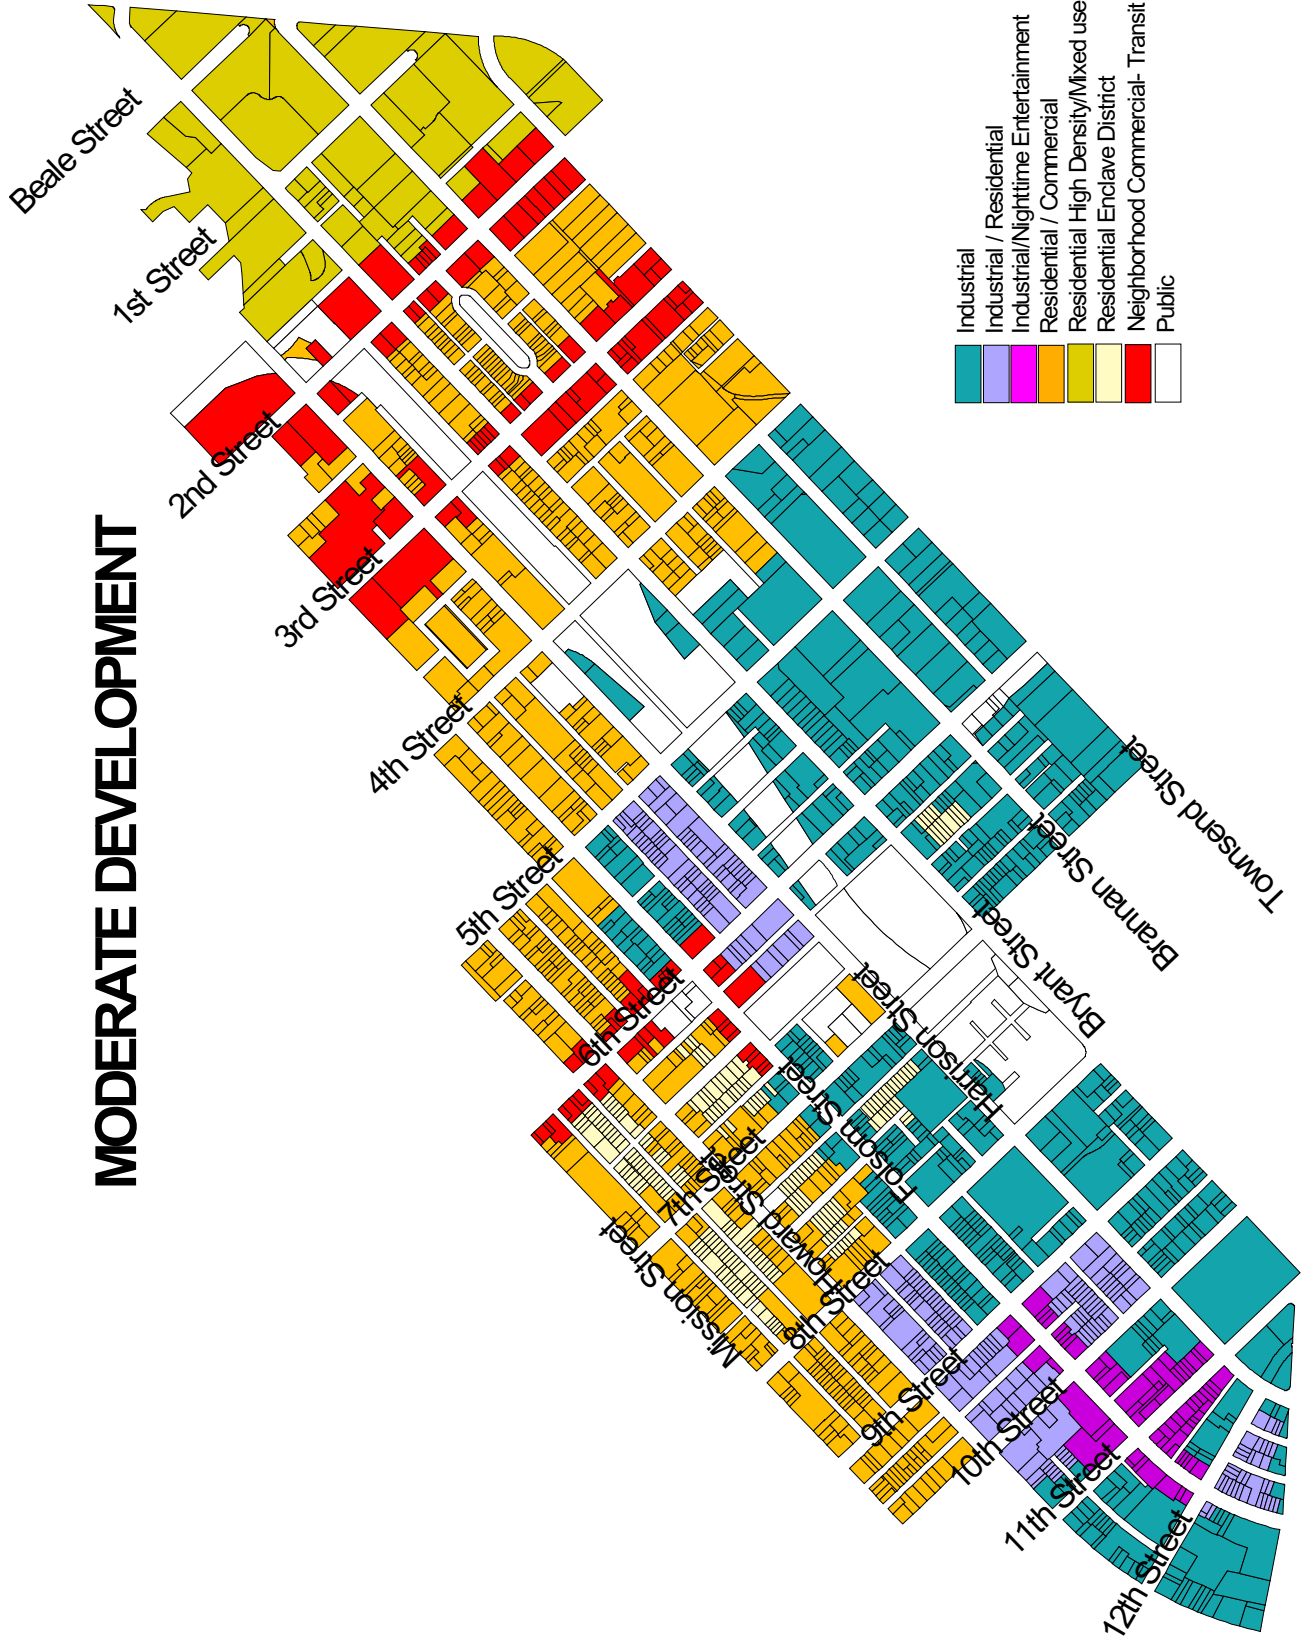 MODERATE DEVELOPMENT
Beale Street
1st Street
2nd Street
3rd Street
4th Street
5th Street
6th Street
7th Street
8th Street
9th Street
10th Street
11th Street
12th Street
Mission Street
Howard Street
Folsom Street
Harrison Street
Bryant Street
Brannan Street
Townsend Street
Industrial
Industrial / Residential
Industrial/Nighttime Entertainment
Residential / Commercial
Residential High Density/Mixed use
Residential Enclave District
Neighborhood Commercial- Transit
Public